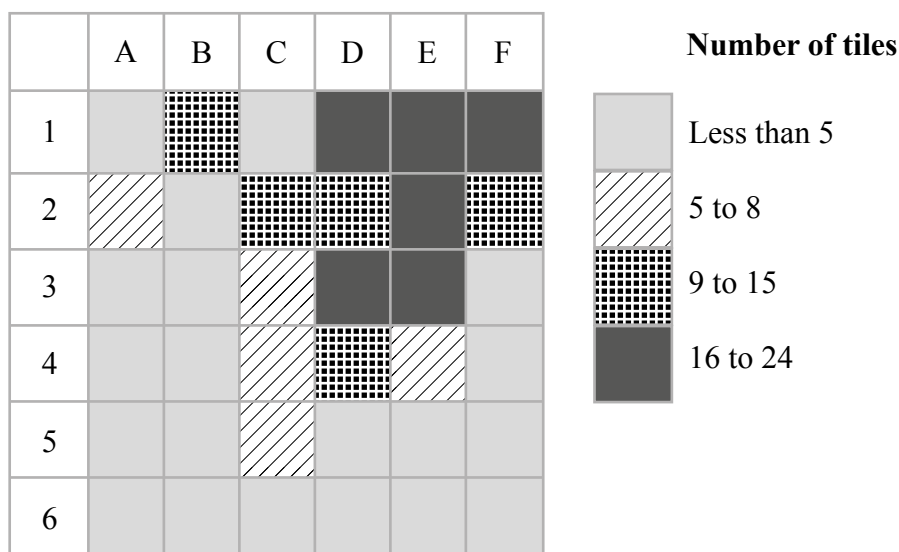 A B C D E F
Number of tiles
1
2
3
4
5
6
Less than 5
5 to 8
9 to 15
16 to 24